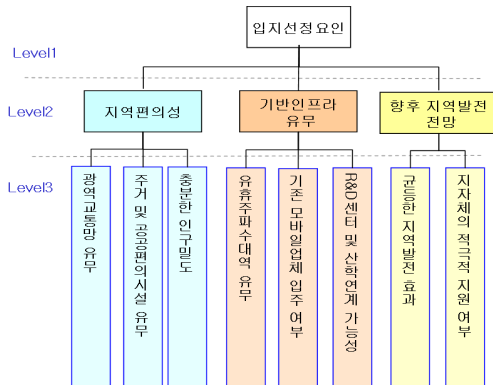 입지선정요인
Level1
Level2
지역편의성
기반인프라
유무
향후 지역발전
전망
Level3
광역교통망 유무
주거 및 공공편의시설 유무
충분한 인구밀도
유휴주파수대역 유무
기존 모바일업체 입주 여부
R&D센터 및 산학연계 가능성
균등한 지역발전 효과
지자체의 적극적 지원 여부